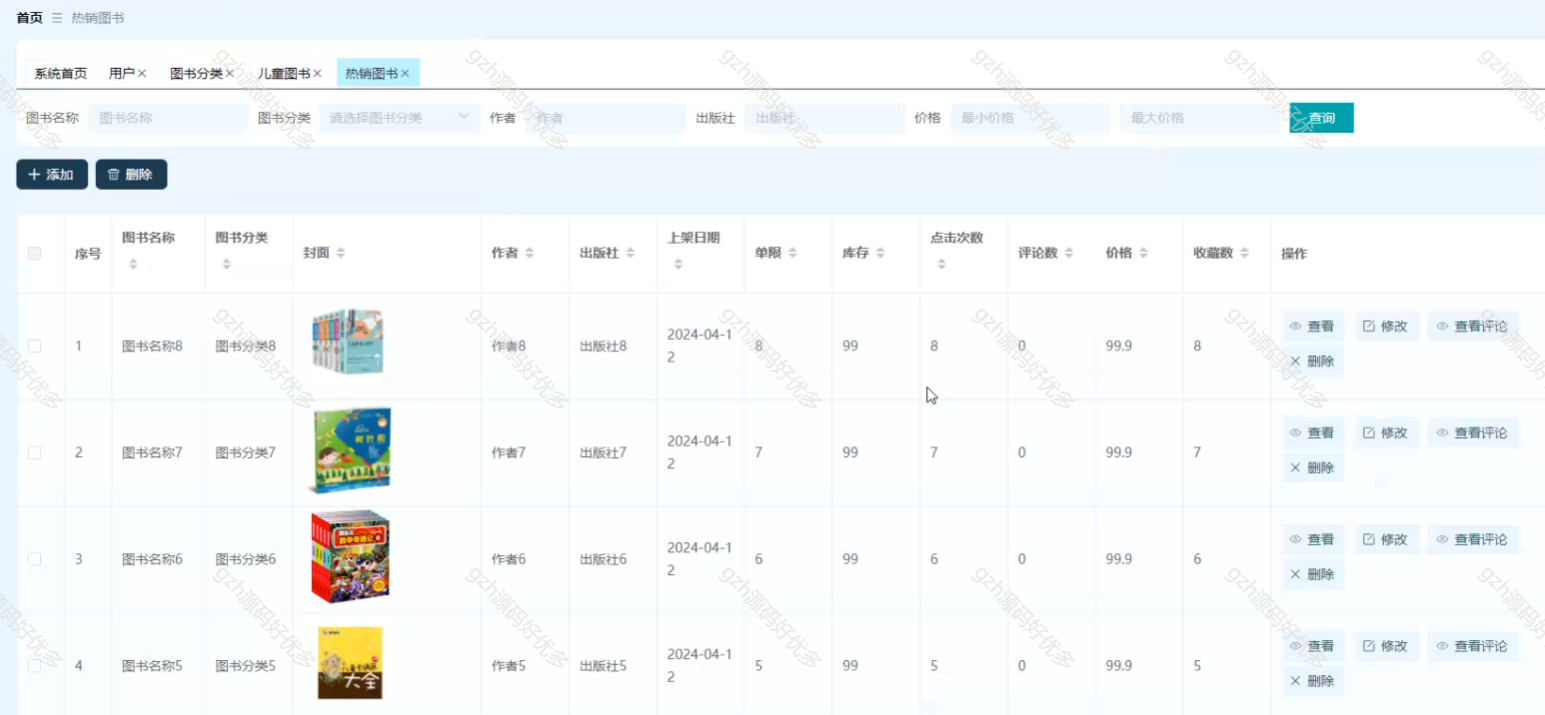 首页 三 热销图书
系统首页 用户× 图书分类× 儿童图书× 热销图书×
图书名称 图书名称 图书分类 请选择图书分类 作者 作者 出版社 出版社 价格 最小价格 最大价格 查询
+ 添加 删除
序号 图书名称 图书分类 封面 作者 出版社 上架日期 单限 库存 点击次数 评论数 价格 收藏数 操作
1 图书名称8 图书分类8 作者8 出版社8 2024-04-1 8 99 8 0 99.9 8 查看 修改 查看评论
2 × 删除
2 图书名称7 图书分类7 树叶船 作者7 出版社7 2024-04-1 7 99 7 0 99.9 7 查看 修改 查看评论
2 × 删除
3 图书名称6 图书分类6 作者6 出版社6 2024-04-1 6 99 6 0 99.9 6 查看 修改 查看评论
2 × 删除
4 图书名称5 图书分类5 大全 作者5 出版社5 2024-04-1 5 99 5 0 99.9 5 查看 修改 查看评论
2 × 删除
gzh源码好优多